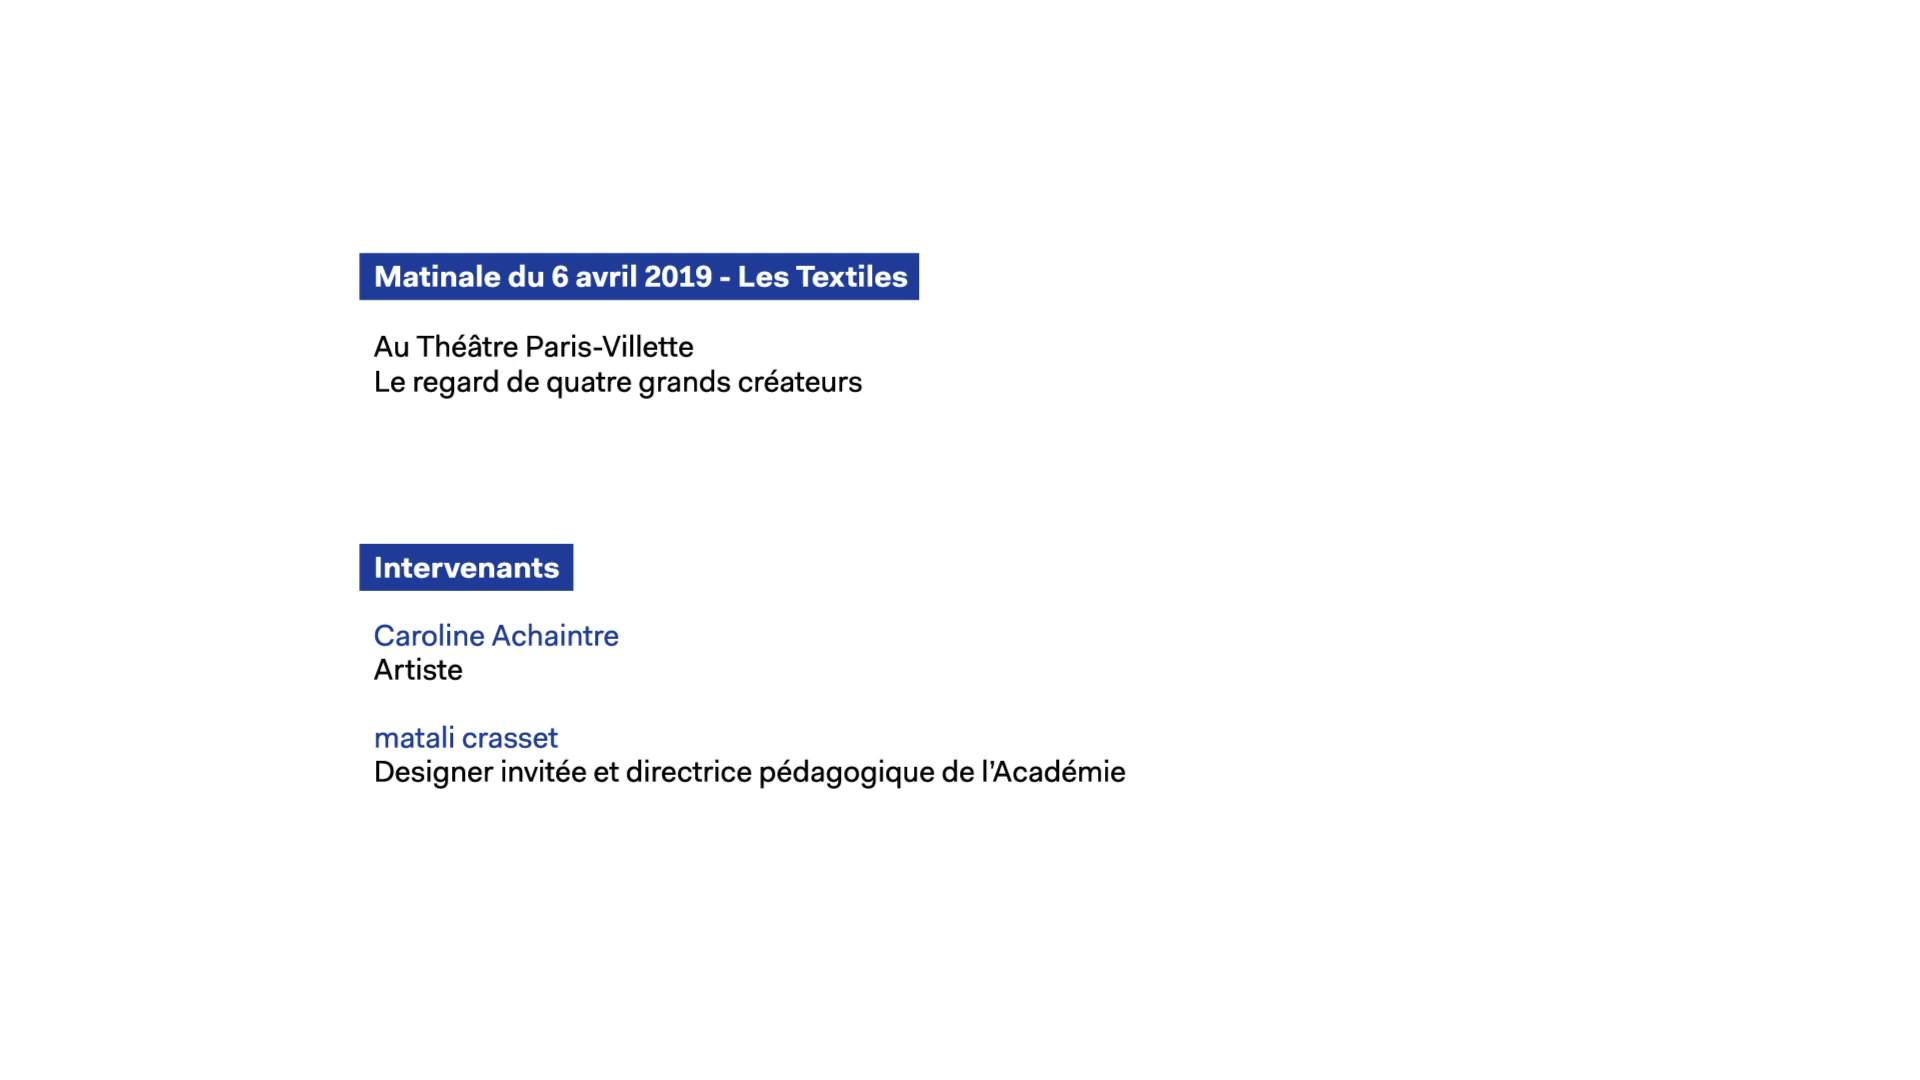 Matinale du 6 avril 2019 - Les Textiles
Au Théâtre Paris-Villette
Le regard de quatre grands créateurs
Intervenants
Caroline Achaintre
Artiste
matali crasset
Designer invitée et directrice pédagogique de l’Académie